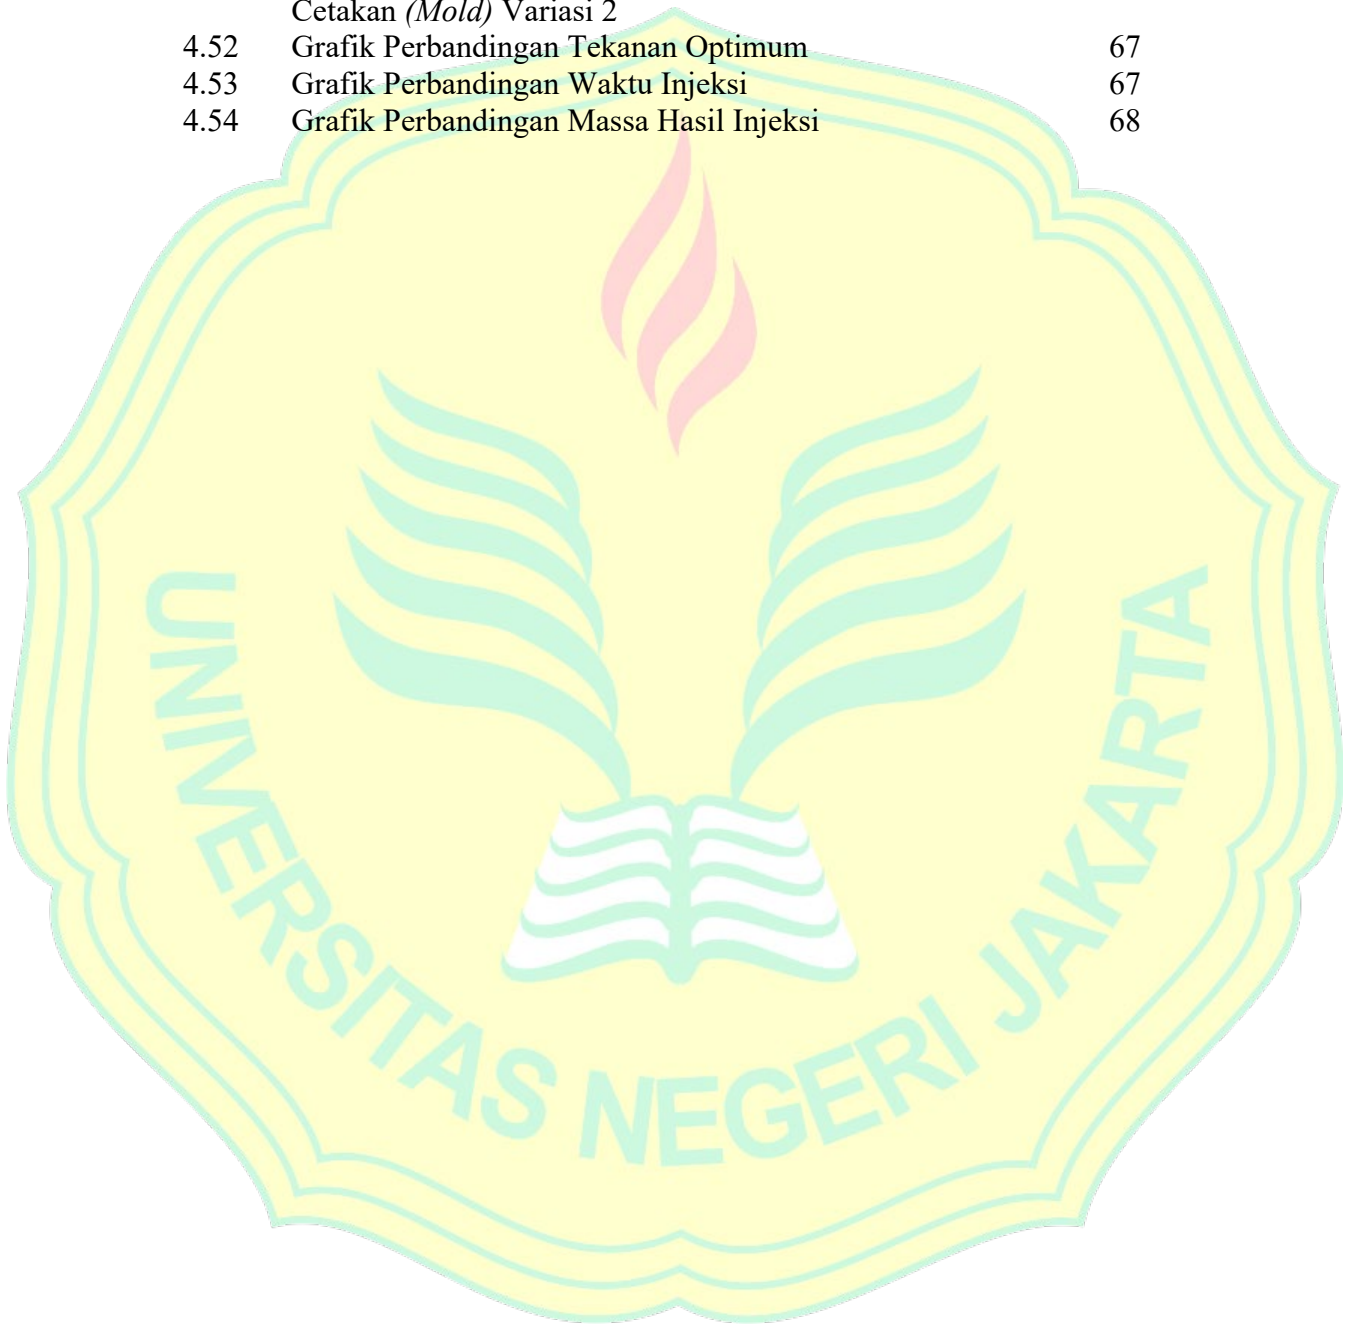 Cetakan (Mold) Variasi 2
4.52 Grafik Perbandingan Tekanan Optimum 67
4.53 Grafik Perbandingan Waktu Injeksi 67
4.54 Grafik Perbandingan Massa Hasil Injeksi 68
UNIVERSITAS NEGERI JAKARTA